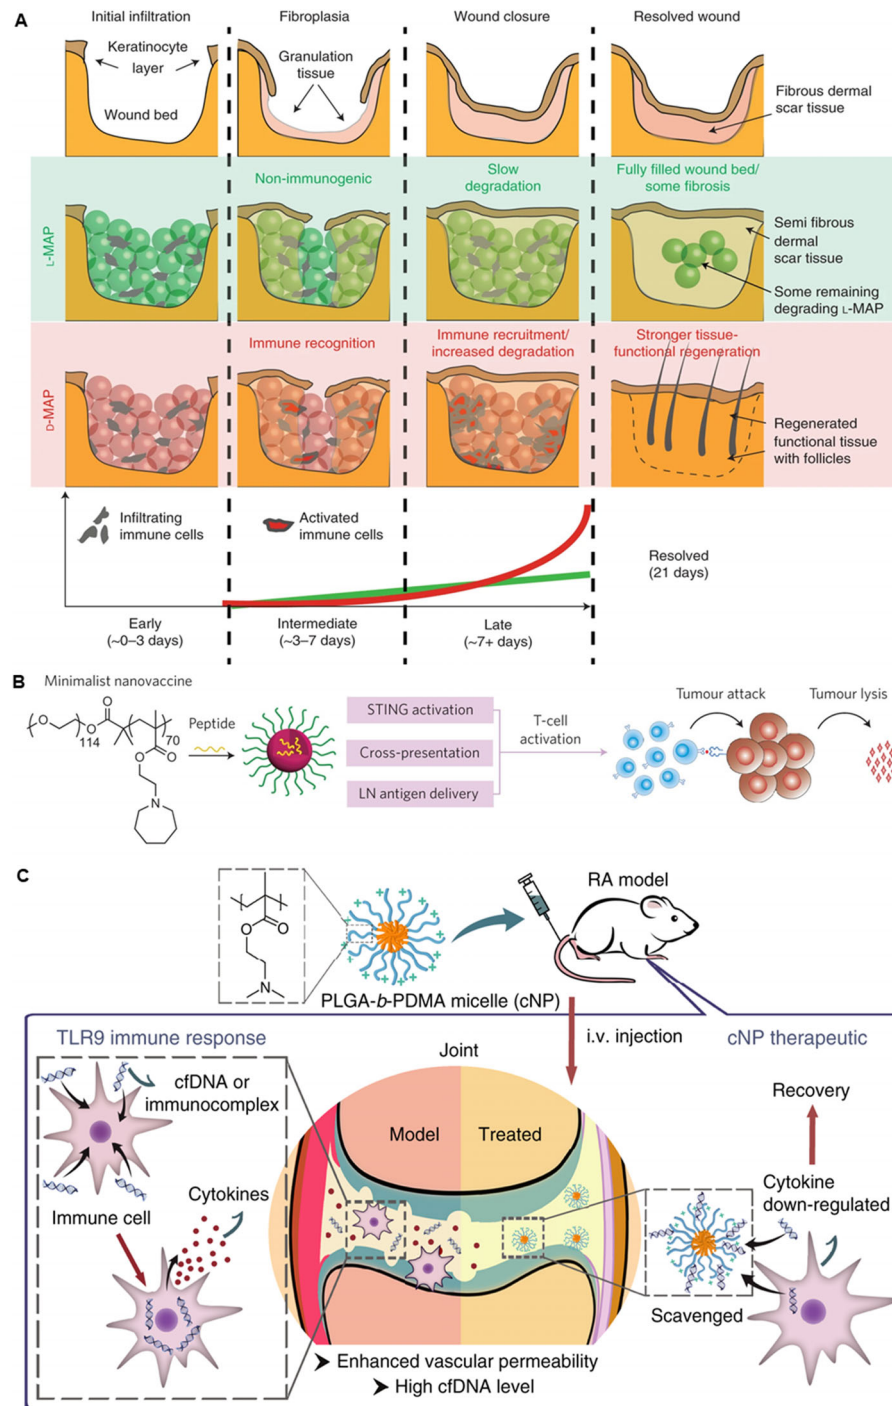 A
Initial infiltration
Fibroplasia
Wound closure
Resolved wound
Keratinocyte
layer
Wound bed
Granulation
tissue
Fibrous dermal
scar tissue
L-MAP
Non-immunogenic
Slow
degradation
Fully filled wound bed/
some fibrosis
Semi fibrous
dermal
scar tissue
Some remaining
degrading L-MAP
D-MAP
Immune recognition
Immune recruitment/
increased degradation
Stronger tissue-
functional regeneration
Regenerated
functional tissue
with follicles
Infiltrating
immune cells
Activated
immune cells
Resolved
(21 days)
Early
(~0–3 days)
Intermediate
(~3–7 days)
Late
(~7+ days)
B
Minimalist nanovaccine
O
O
O
114
70
O
O
N
Peptide
STING activation
Cross-presentation
LN antigen delivery
T-cell
activation
Tumour attack
Tumour lysis
C
O
O
N
PLGA-b-PDMA micelle (cNP)
RA model
i.v. injection
TLR9 immune response
cNP therapeutic
cfDNA or
immunocomplex
Immune cell
Cytokines
Joint
Model
Treated
Recovery
Cytokine
down-regulated
Scavenged
➤ Enhanced vascular permeability
➤ High cfDNA level